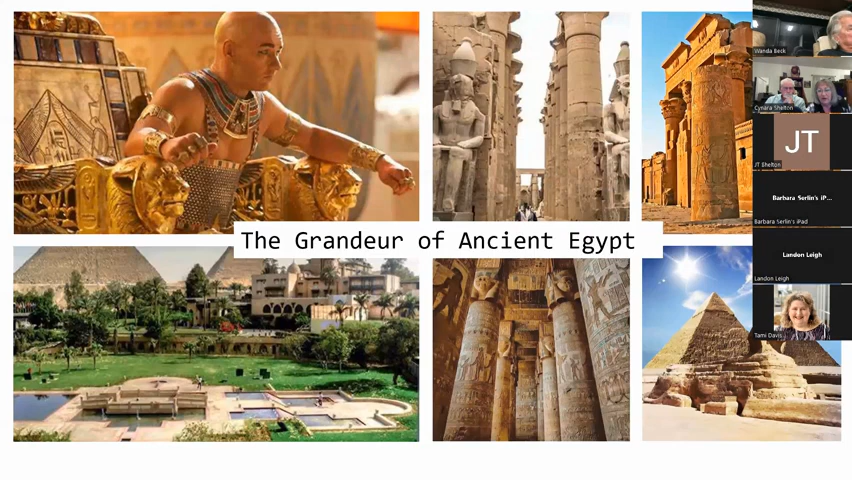 The Grandeur of Ancient Egypt
Wanda Beck
Cynara Shelton
JT
JT Shelton
Barbara Serlin's iP...
Barbara Serlin's iPad
Landon Leigh
Landon Leigh
Tami Davis